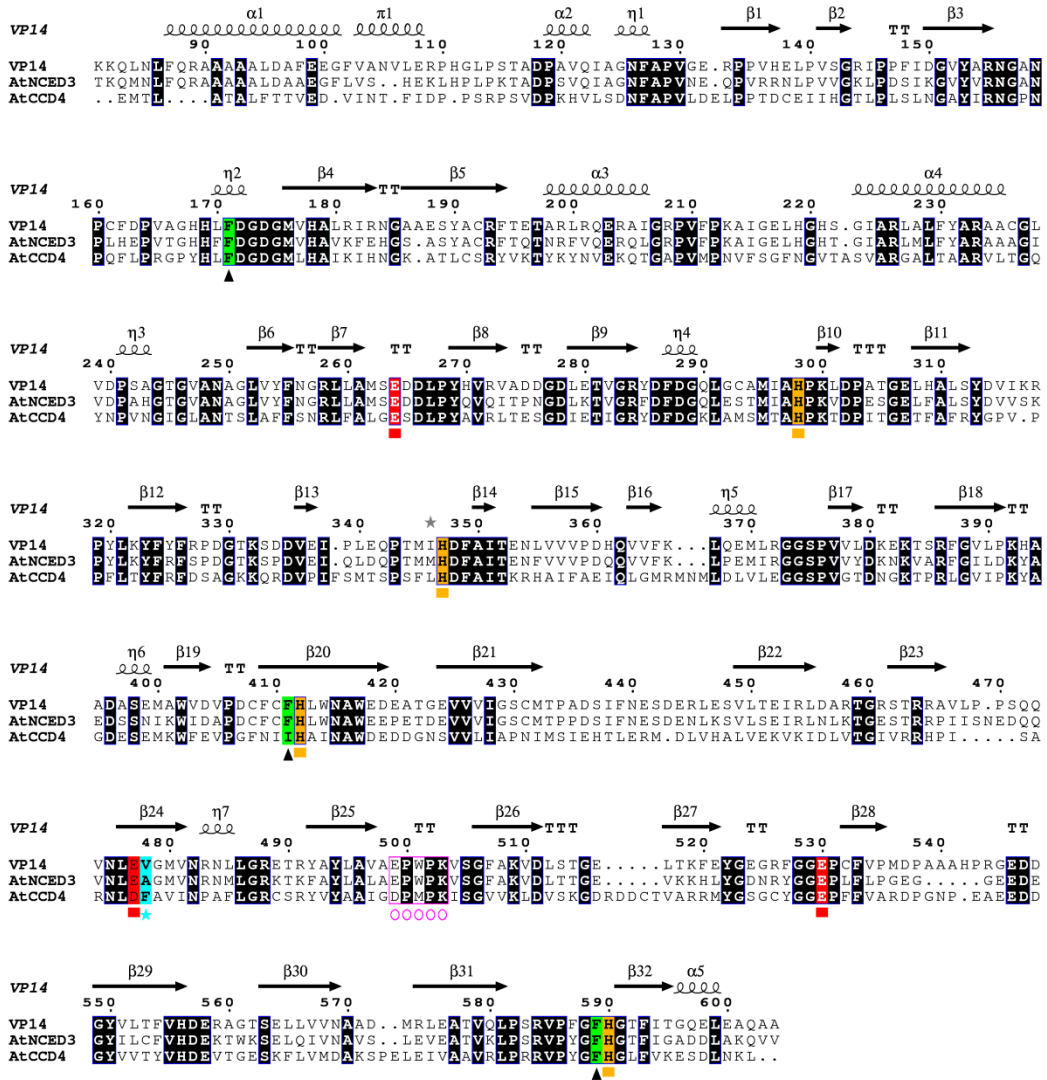 α1 π1 α2 η1 β1 β2 β3
VP14 TT
90 100 110 120 130 140 150
VP14 KKQLNLFQRAAAAALDAFEEGFVANVLERPHGLPSTADPAVQIAGNFAPVGE.RPPVHELPVSGRIPPFIDGVYARNGAN
AtNCED3 TKQMNLFQRAAAAALDAFEGFLVS..HEKLHPLPKTADPSVQIAGNFAPVNE.QPVRRNLPVVGKLPDSIKGVYVRNGAN
AtCCD4 ..EMTL....ATALFTTVED.VINT.FIDP.PSRPSVDPKHVLSDNFAPVLDELPPTDCEIIHGTLPLSLNGAYIRNGPN
η2 β4 β5 α3 α4
VP14 TT
160 170 180 190 200 210 220 230
VP14 PCFDPVAGHHLFDGDGMVHALRIRNGAAESYACRFTETARLRQERAIGRPVFPKAIGELHGHS.GIARLALFYARAACGL
AtNCED3 PLHEPVTGHHFFDGDGMVHAVKFEHGS.ASYACRFTQTNRFVQERQLGRPVFPKAIGELHGHT.GIARLMLFYARAAAGI
AtCCD4 PQFLPRGPYHLFDGDGMLHAIKIHNGK.ATLCSRYVKTYKYNVEKQTGAPVMPNVFSGFNGVTASVARGALTAARVLTGQ
η3 β6 β7 β8 β9 η4 β10 β11
VP14 TT TT TT TTT
240 250 260 270 280 290 300 310
VP14 VDPSAGTGVANAGLVYFNGRLLAMSEDDLPYHVRVADDGDLETVGRYDFDGQLGCAMIAHPKLDPATGELHALSYDVIKR
AtNCED3 VDPAHGTGVANAGLVYFNGRLLAMSEDDLPYQVQITPNGDLKTVGRFDFDGQLESTMIAHPKVDPESGELFALSYDVVSK
AtCCD4 YNPVNGIGLANTSLAFFSNRLFALGESDLPYAVRLTESGDIETIGRYDFDGKLAMSMTAHPKTDPITGETFAFRYGPV.P
β12 β13 β14 β15 β16 η5 β17 β18
VP14 TT TT TT
320 330 340 350 360 370 380 390
VP14 PYLKYFYFRPDGTKSDDVEI.PLEQPTMIHDFAITENLVVVPDHQVVFK...LQEMLRGGSPVVLDKEKTSRFGVLPKHA
AtNCED3 PYLKYFRFSPDGTKSPDVEI.QLDQPTMMHDFAITENFVVVPDQQVVFK...LPEMIRGGSPVVYDKNKVARFGILDKYA
AtCCD4 PFLTYFRFDSAGKKQRDVPIFSMTSPSFLHDFAITKRHAIFAEIQLGMRMNMLDLVLEGGSPVGTDNGKTPRLGVIPKYA
η6 β19 β20 β21 β22 β23
VP14 TT
400 410 420 430 440 450 460 470
VP14 ADASEMAWVDVPDCFCFHLWNAWEDEATGEVVVIGSCMTPADSIFNESDERLESVLTEIRLDARTGRSTRRAVLP.PSQQ
AtNCED3 EDSSNIKWIDAPDCFCFHLWNAWEEPETDEVVVIGSCMTPPDSIFNESDENLKSVLSEIRLNLKTGESTRRPIISNEDQQ
AtCCD4 GDESEMKWFEVPGFNIIHAINAWDEDDGNSVVLIAPNIMSIEHTLERM.DLVHALVEKVKIDLVTGIVRRHPI.....SA
β24 η7 β25 β26 β27 β28
VP14 TT TTT TT
480 490 500 510 520 530 540
VP14 VNLEVGMVNRNLLGRETRYAYLAVAEPWPKVSGFAKVDLSTGE.....LTKFEYGEGRFGGEPCFVPMDPAAAHPRGEDD
AtNCED3 VNLEAGMVNRNMLGRKTKFAYLALAEPWPKVSGFAKVDLTTGE.....VKKHLYGDNRYGGEPLFLPGEG.....GEEDE
AtCCD4 RNLDFAVINPAFLGRCSRYVYAAIGDPMPKISGVVKLDVSKGDRDDCTVARRMYGSGCYGGEPFFVARDPGNP.EAEEDD
β29 β30 β31 β32 α5
VP14
550 560 570 580 590 600
VP14 GYVLTFVHDERAGTSELLVVNAAD..MRLEATVQLPSRVPFGFHGTFITGQELEAQAA
AtNCED3 GYILCFVHDEKTWKSELQIVNAVS..LEVEATVKLPSRVPYGFHGTFIGADDLAKQVV
AtCCD4 GYVVTYVHDEVTGESKFLVMDAKSPELEIVAAVRLPRRVPYGFHGLFVKESDLNKL..